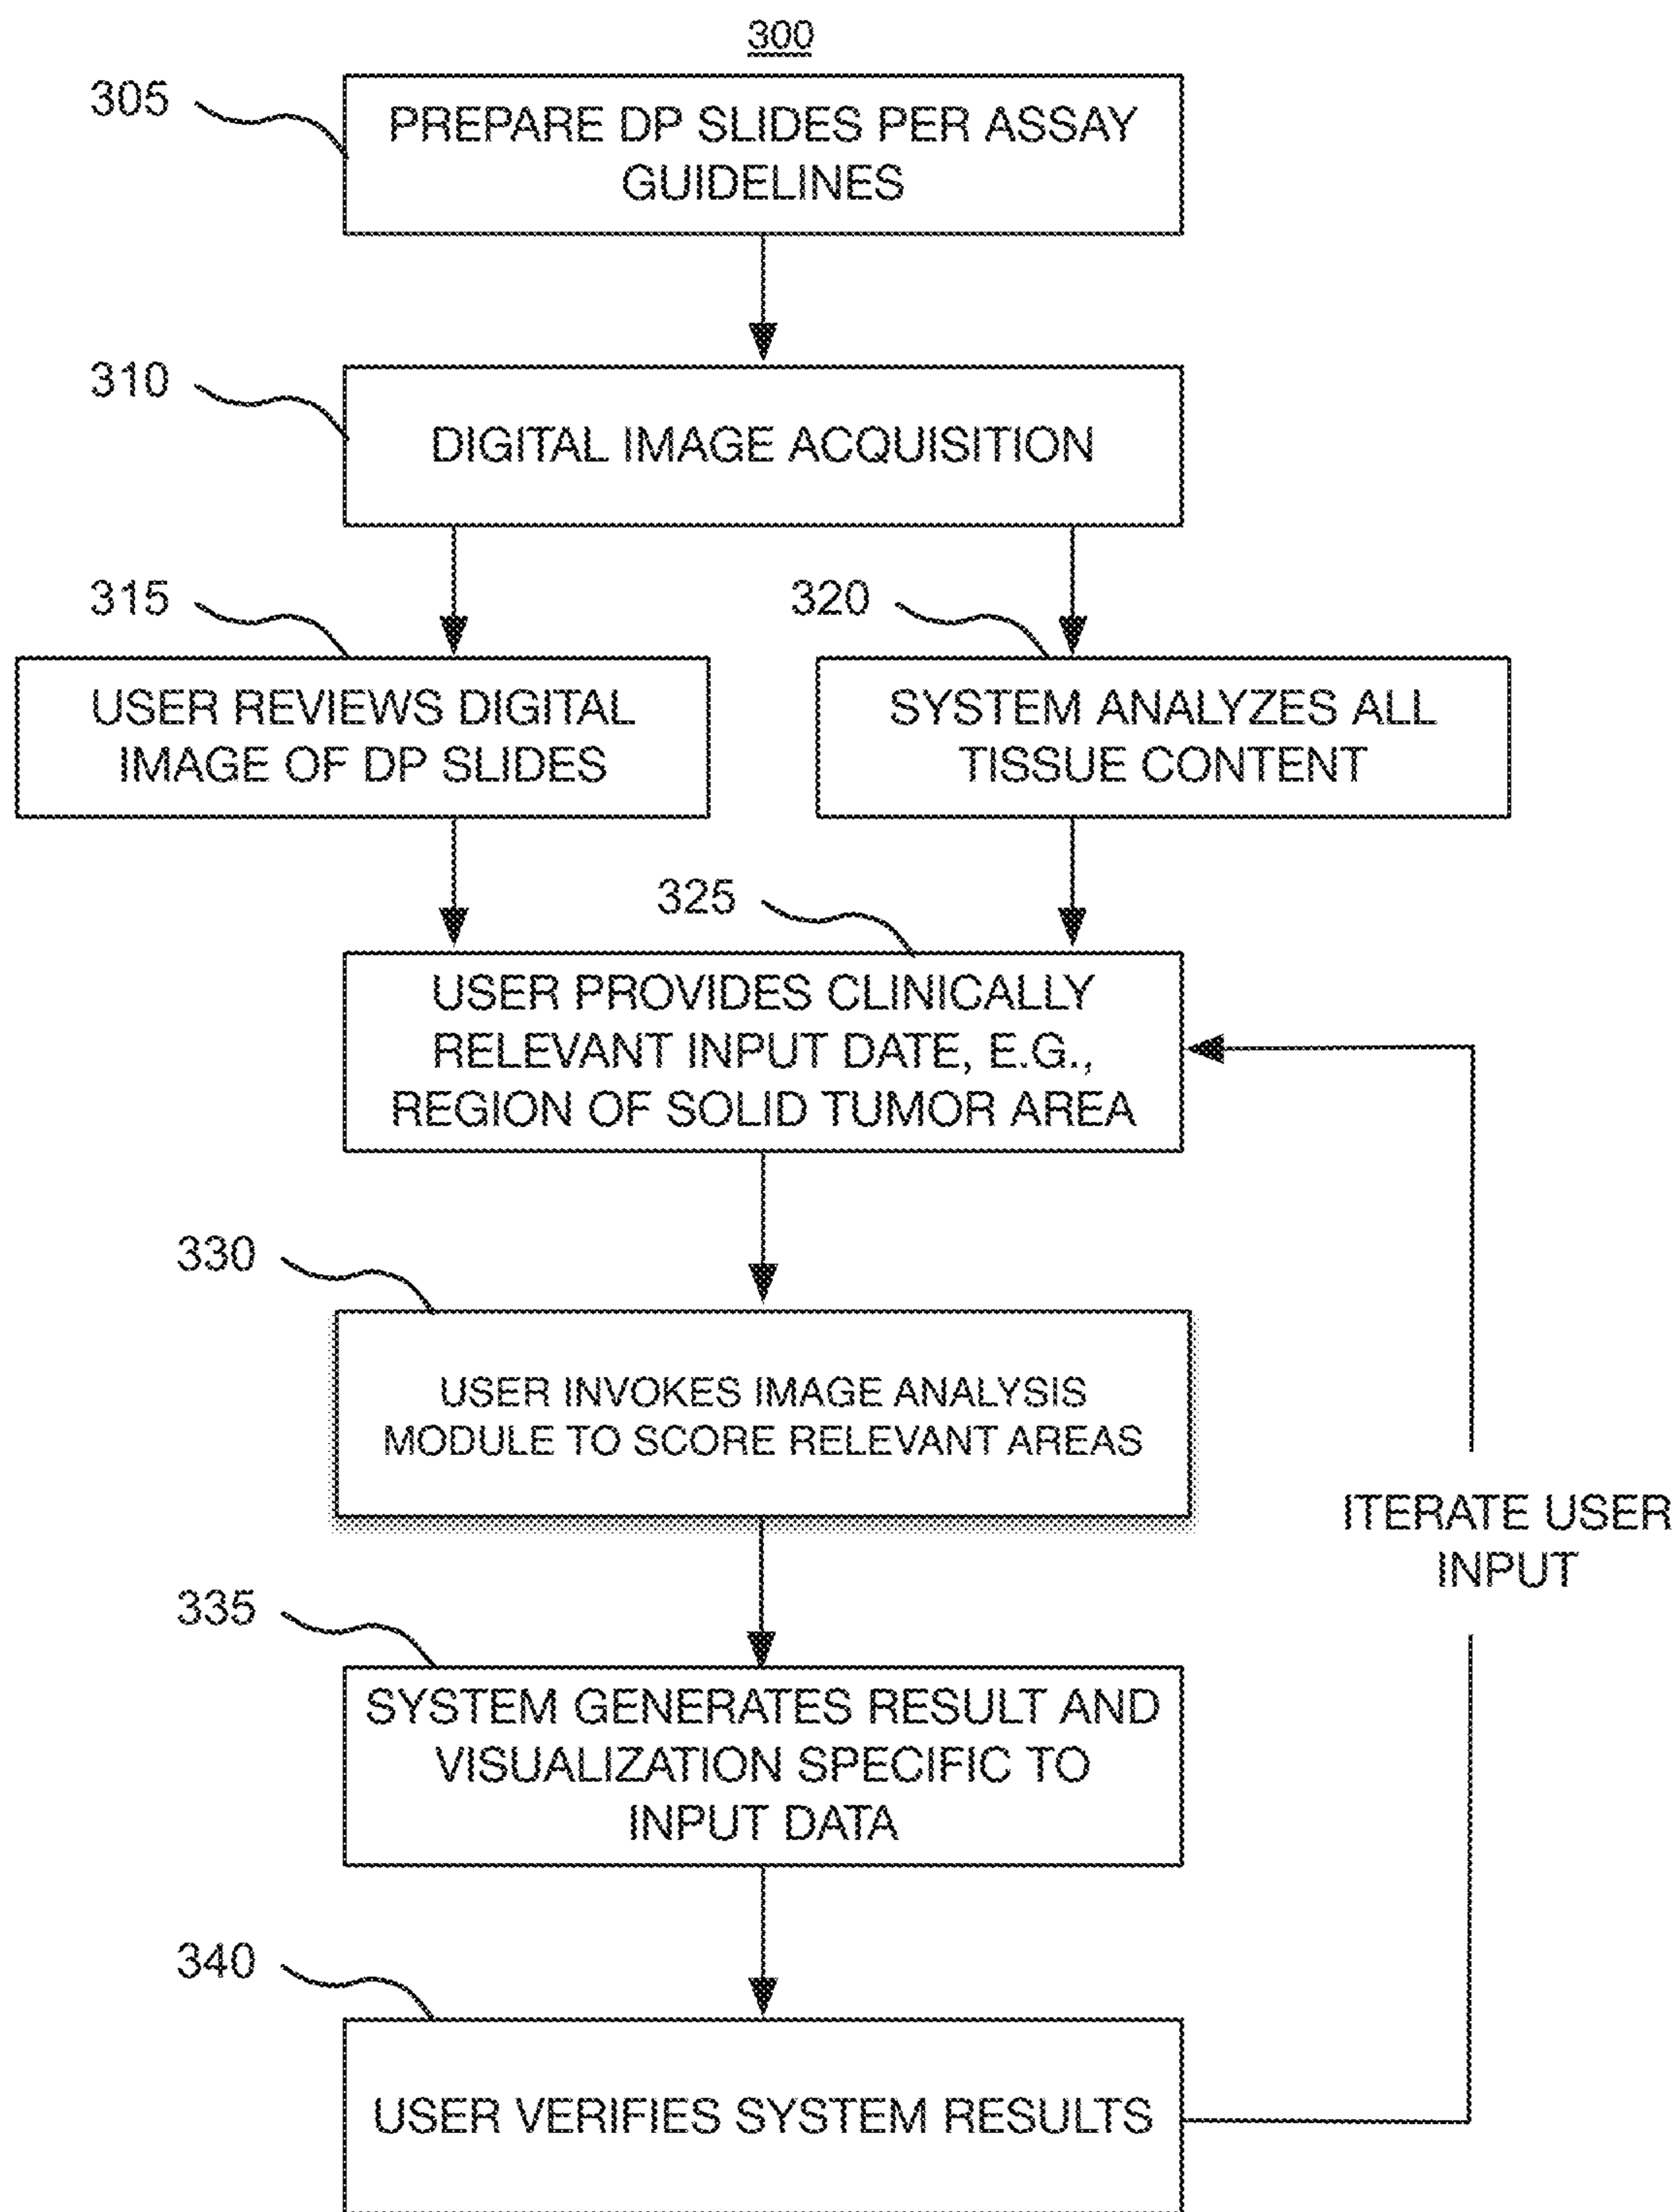 300
305
PREPARE DP SLIDES PER ASSAY
GUIDELINES
310
DIGITAL IMAGE ACQUISITION
315
USER REVIEWS DIGITAL
IMAGE OF DP SLIDES
320
SYSTEM ANALYZES ALL
TISSUE CONTENT
325
USER PROVIDES CLINICALLY
RELEVANT INPUT DATE, E.G.,
REGION OF SOLID TUMOR AREA
330
USER INVOKES IMAGE ANALYSIS
MODULE TO SCORE RELEVANT AREAS
ITERATE USER
INPUT
335
SYSTEM GENERATES RESULT AND
VISUALIZATION SPECIFIC TO
INPUT DATA
340
USER VERIFIES SYSTEM RESULTS